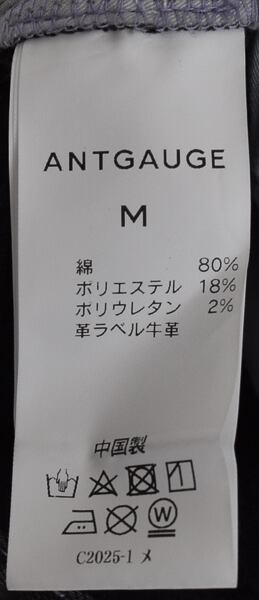 ANTGAUGE
M
綿 80%
ポリエステル 18%
ポリウレタン 2%
革ラベル牛革
中国製
W
C2025-1 メ